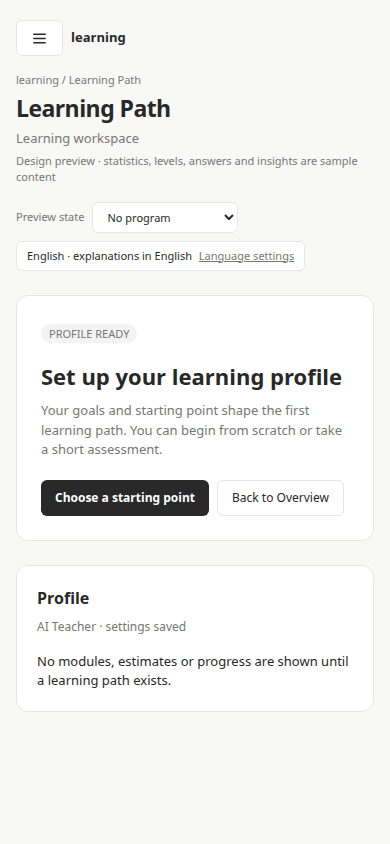 learning
learning / Learning Path
Learning Path
Learning workspace
Design preview · statistics, levels, answers and insights are sample
content
Preview state
No program
English · explanations in English Language settings
PROFILE READY
Set up your learning profile
Your goals and starting point shape the first
learning path. You can begin from scratch or take
a short assessment.
Choose a starting point
Back to Overview
Profile
AI Teacher · settings saved
No modules, estimates or progress are shown until
a learning path exists.